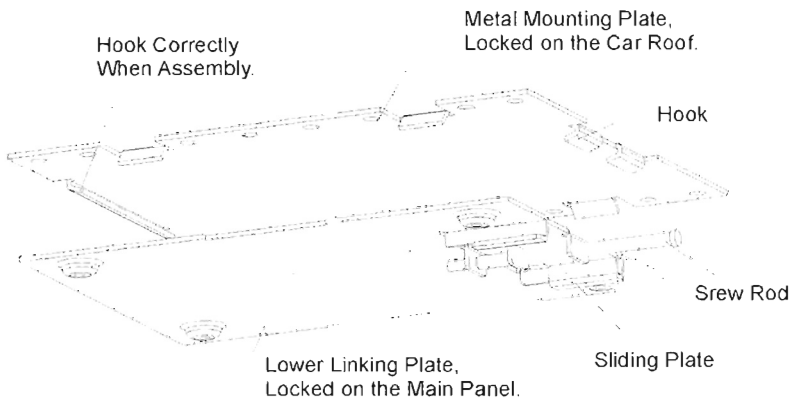 Metal Mounting Plate,
Locked on the Car Roof.
Hook Correctly
When Assembly.
Hook
Srew Rod
Sliding Plate
Lower Linking Plate,
Locked on the Main Panel.